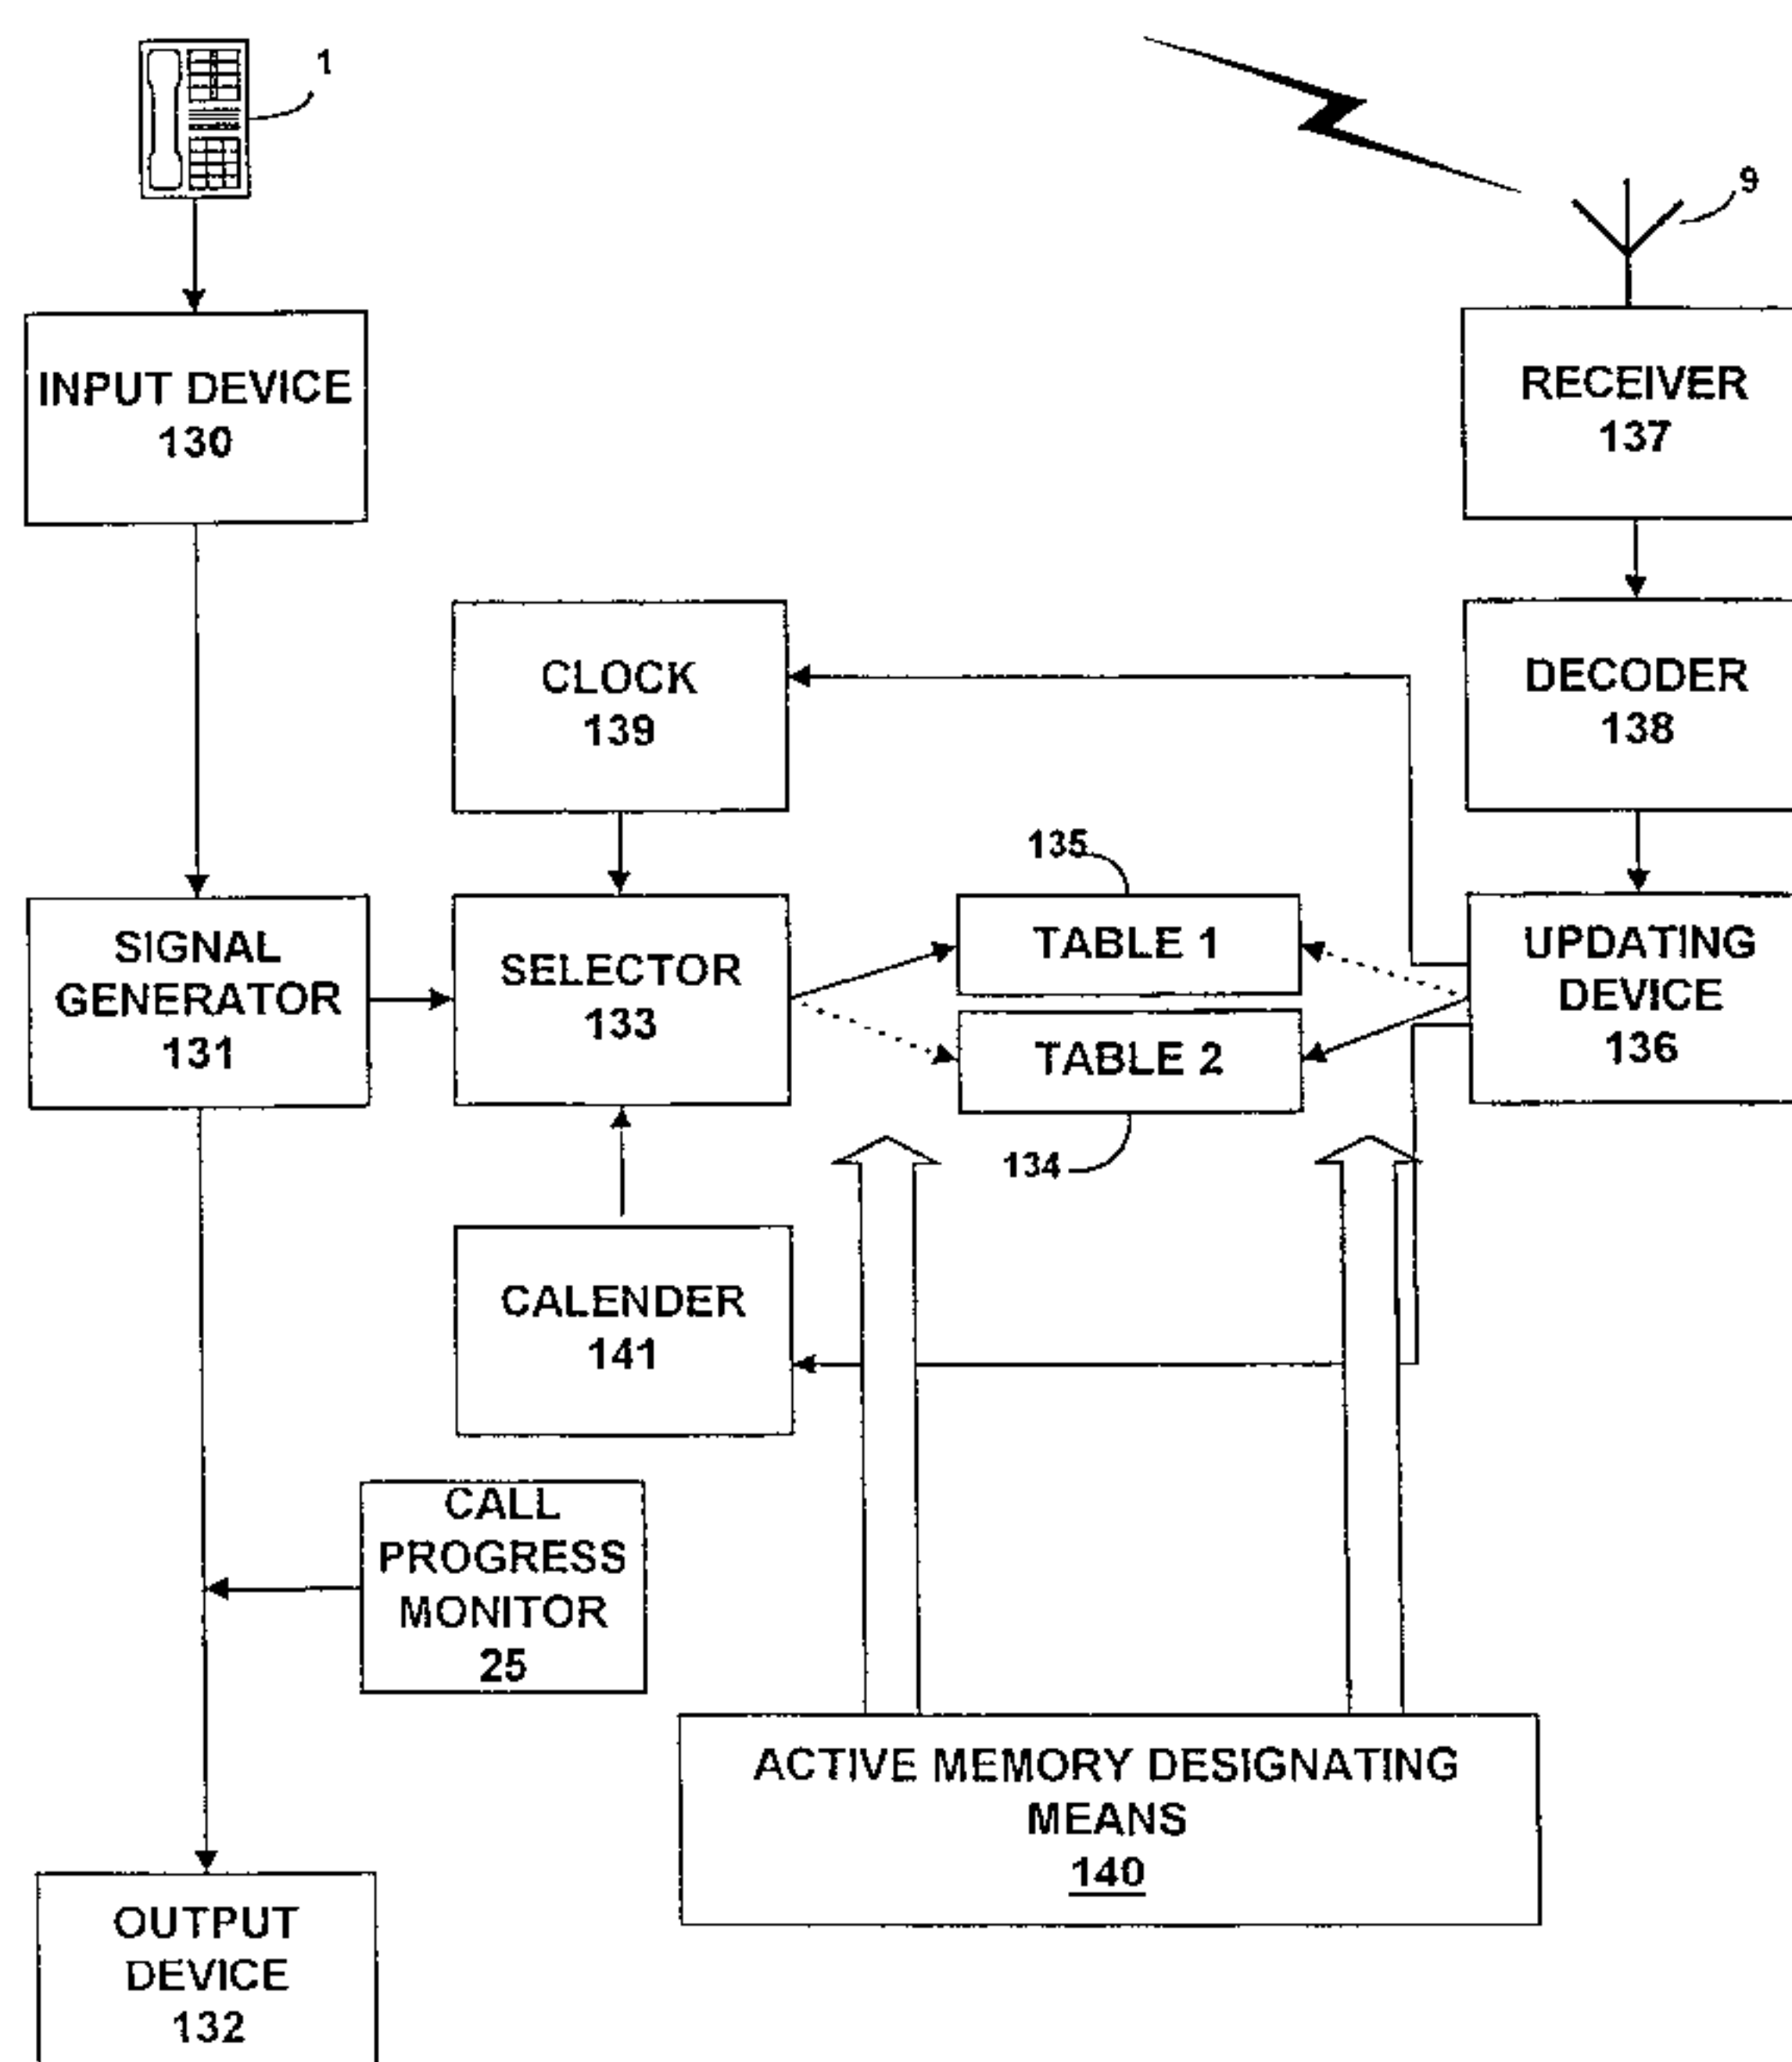 1
9
INPUT DEVICE
130
RECEIVER
137
CLOCK
139
DECODER
138
135
SIGNAL
GENERATOR
131
SELECTOR
133
TABLE 1
TABLE 2
UPDATING
DEVICE
136
134
CALENDER
141
CALL
PROGRESS
MONITOR
25
ACTIVE MEMORY DESIGNATING
MEANS
140
OUTPUT
DEVICE
132